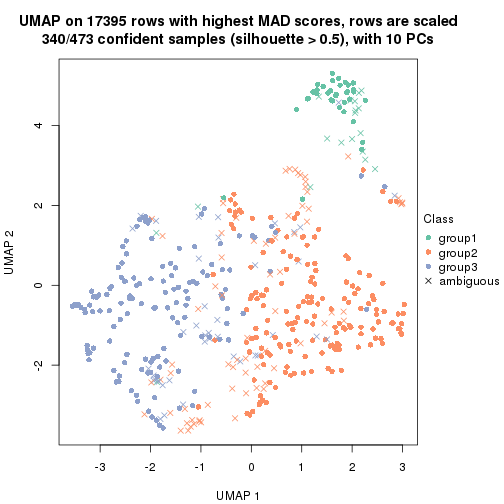 UMAP on 17395 rows with highest MAD scores, rows are scaled
340/473 confident samples (silhouette > 0.5), with 10 PCs
UMAP 2
4
2
0
-2
-3
-2
-1
0
1
2
3
UMAP 1
Class
group1
group2
group3
ambiguous